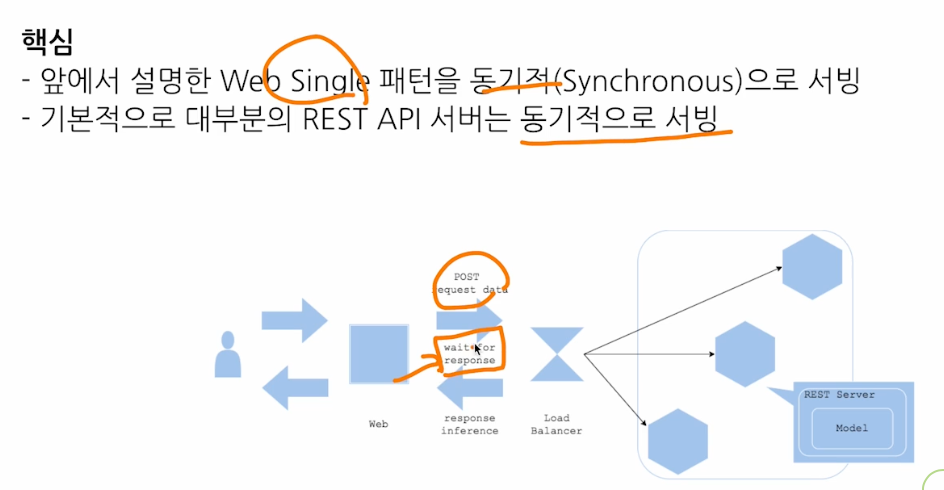 핵심
- 앞에서 설명한 Web Single 패턴을 동기적(Synchronous)으로 서빙
- 기본적으로 대부분의 REST API 서버는 동기적으로 서빙
POST
request data
wait for
response
Web
response
inference
Load
Balancer
REST Server
Model